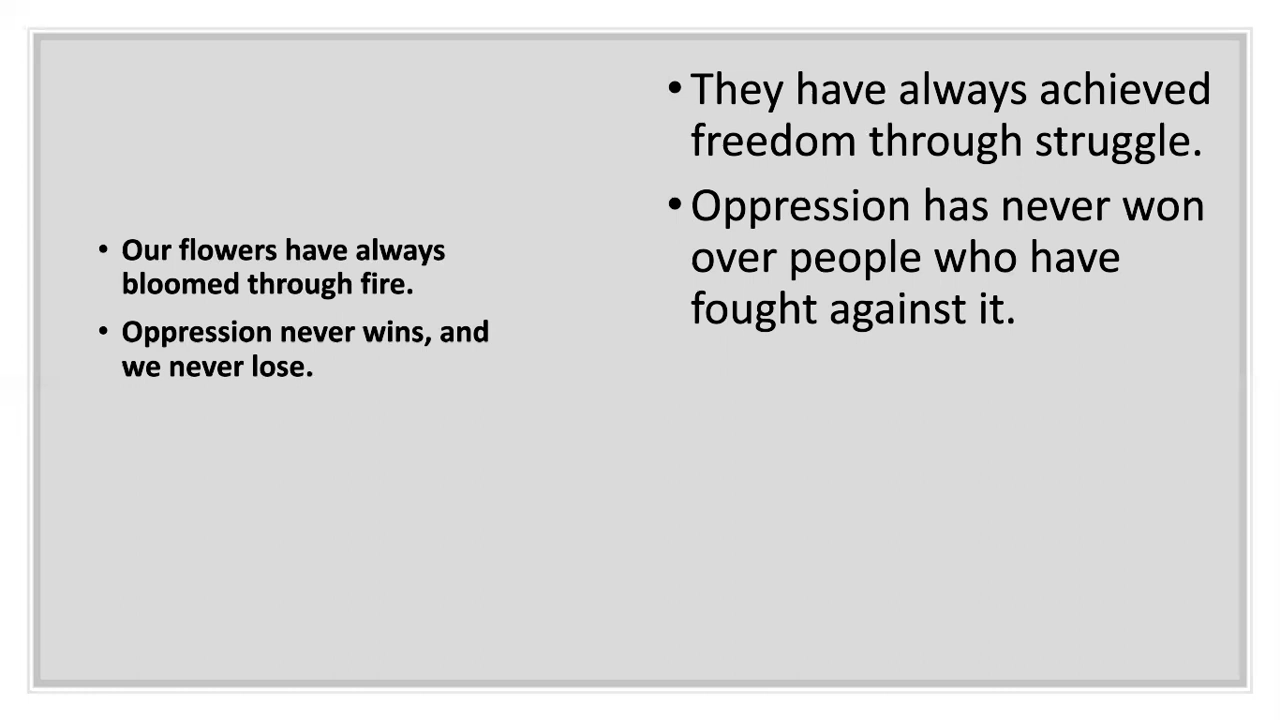 • Our flowers have always
bloomed through fire.
• Oppression never wins, and
we never lose.
• They have always achieved
freedom through struggle.
• Oppression has never won
over people who have
fought against it.